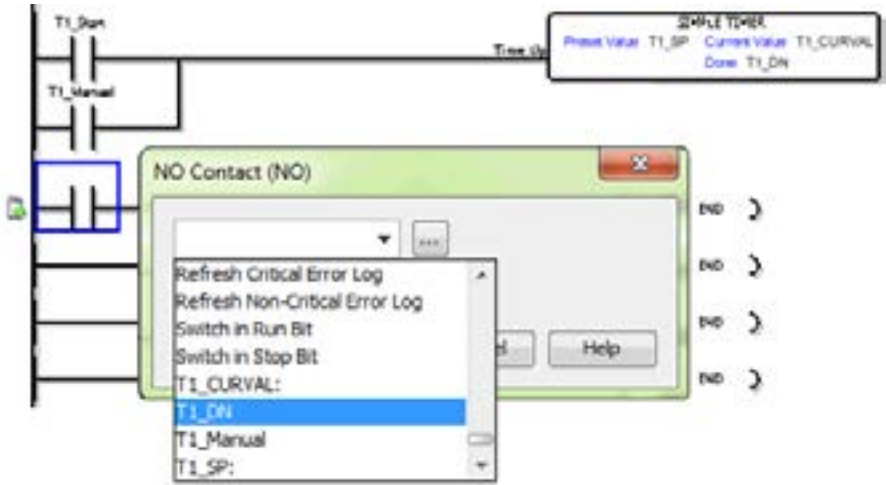 T1_Start
SIMPLE TIMER
Time Up
Preset Value T1_SP Current Value T1_CURVAL
Done T1_DN
T1_Manual
NO Contact (NO)
...
END
Refresh Critical Error Log
END
Refresh Non-Critical Error Log
Switch in Run Bit
END
Switch in Stop Bit
el
Help
T1_CURVAL:
END
T1_DN
T1_Manual
T1_SP: